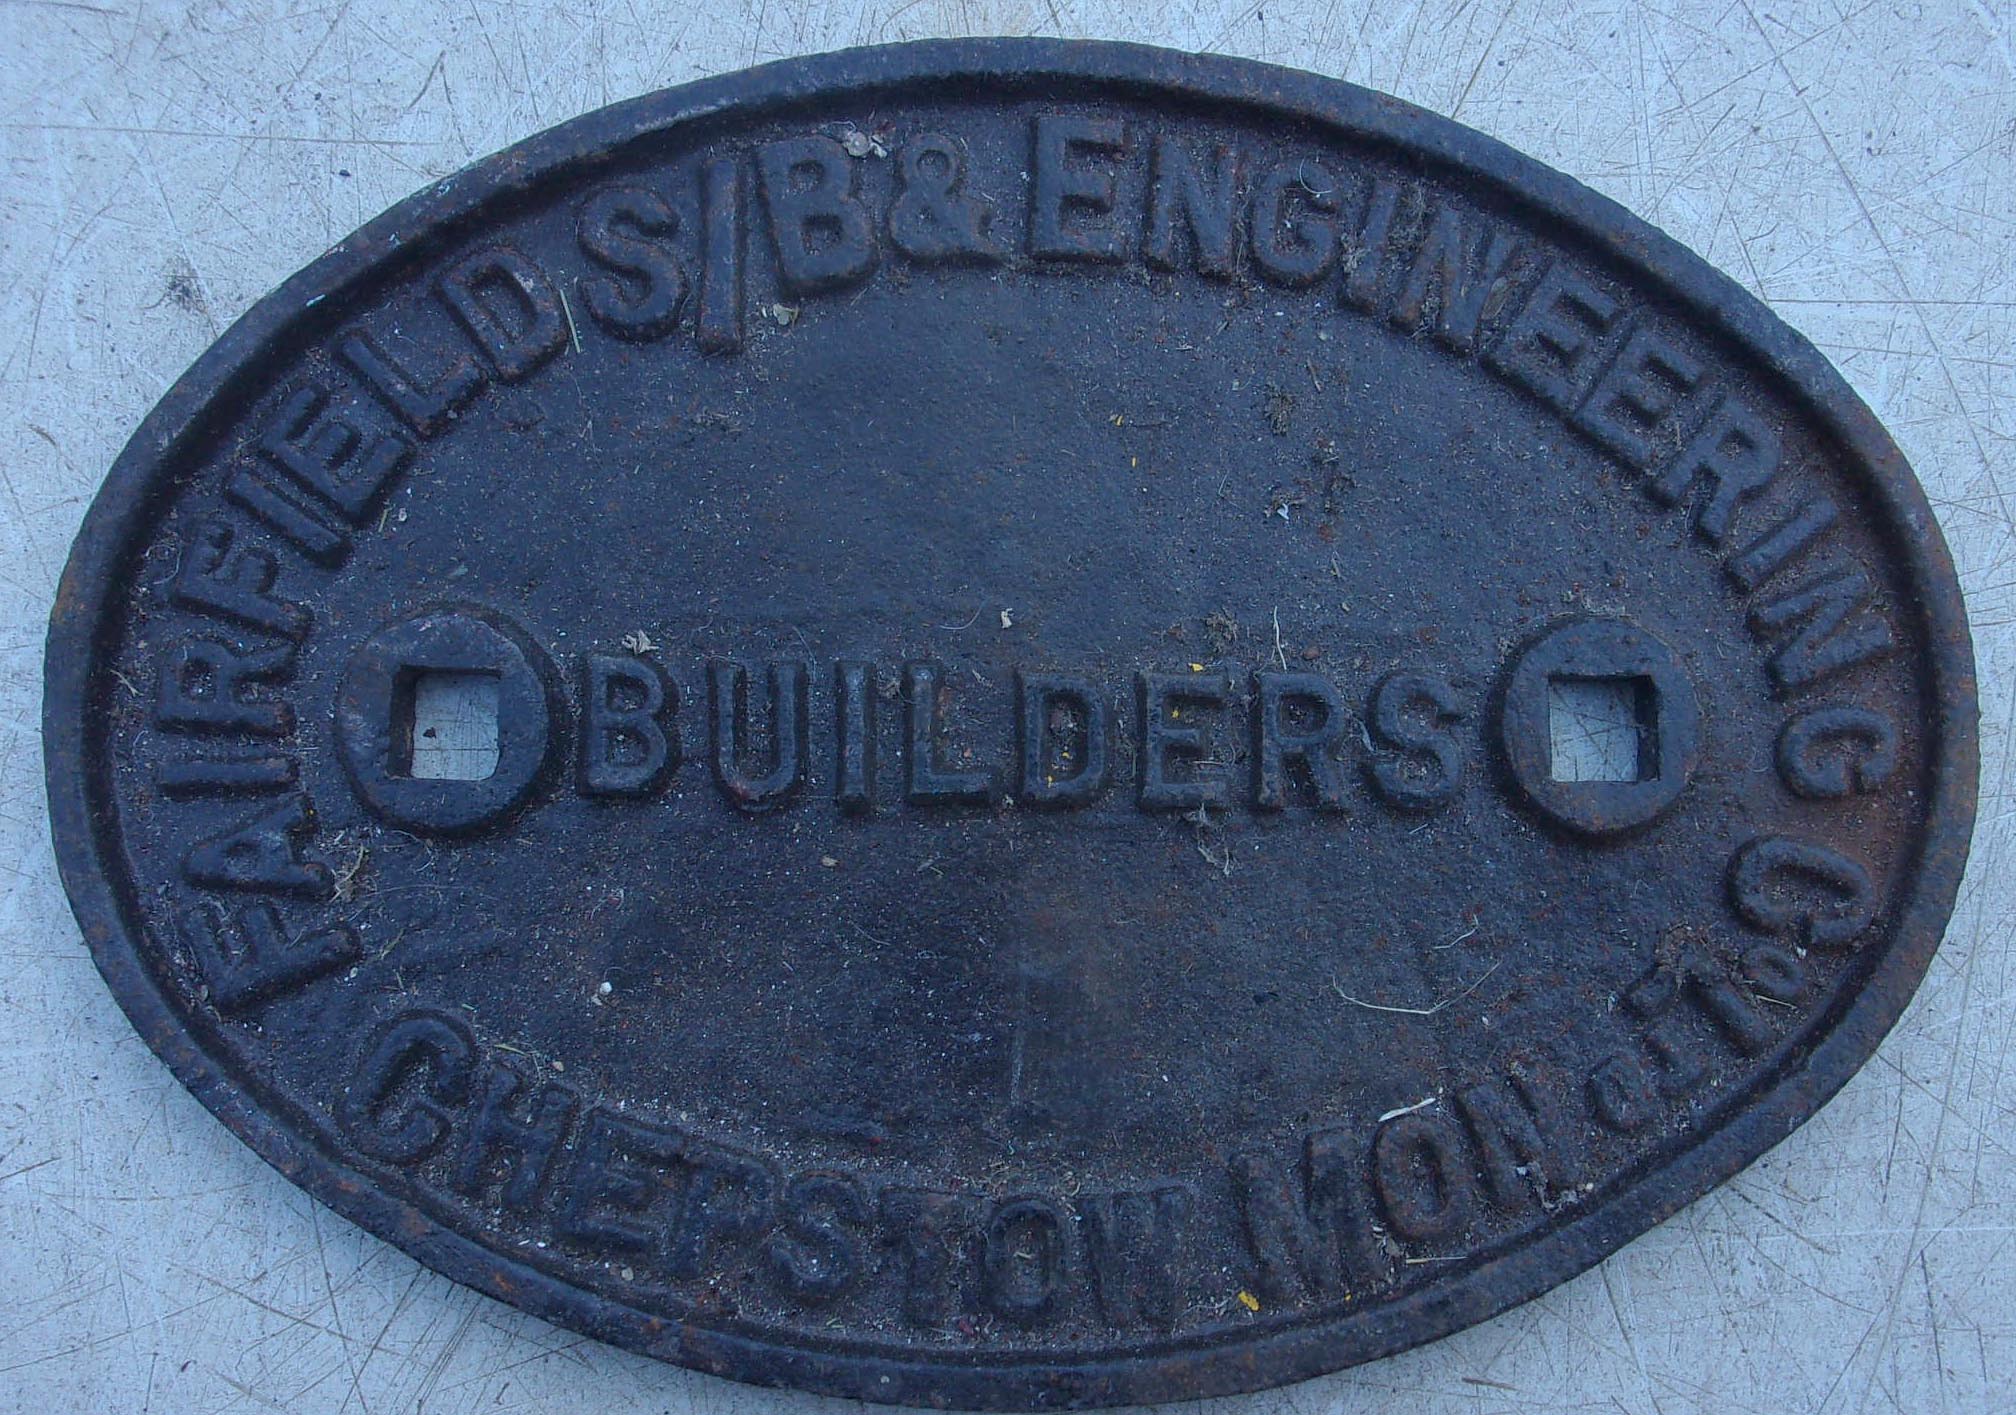 FAIRFIELD S/B & ENGINEERING Co LTD
BUILDERS
CHEPSTOW MON